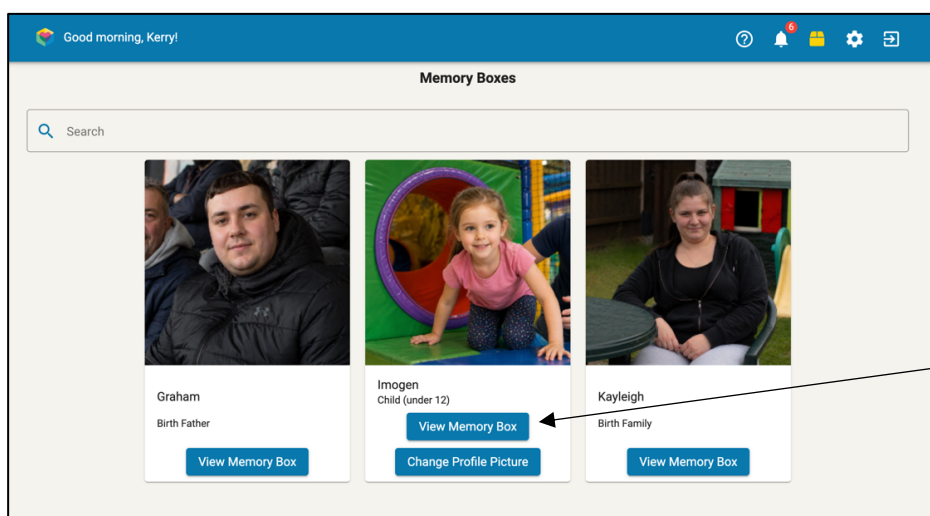 Good morning, Kerry!
6
Memory Boxes
Search
Graham
Birth Father
View Memory Box
Imogen
Child (under 12)
View Memory Box
Change Profile Picture
Kayleigh
Birth Family
View Memory Box